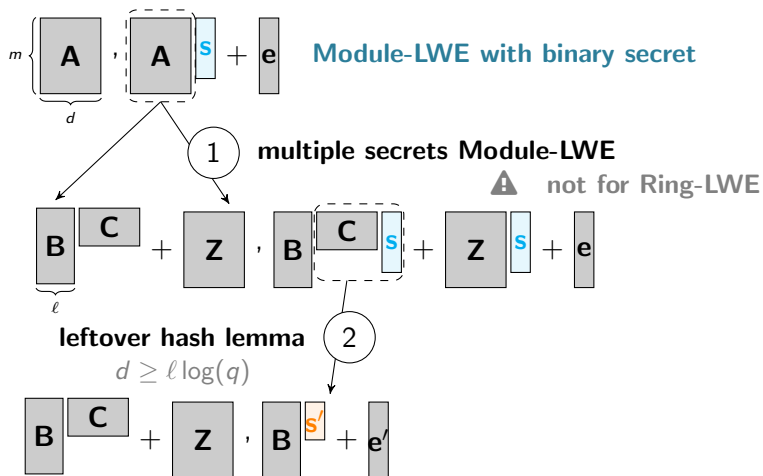 m A , A s + e Module-LWE with binary secret
d
1 multiple secrets Module-LWE
! not for Ring-LWE
B C + Z , B C s + Z s + e
ℓ
leftover hash lemma 2
d ≥ ℓ log(q)
B C + Z , B s′ + e′